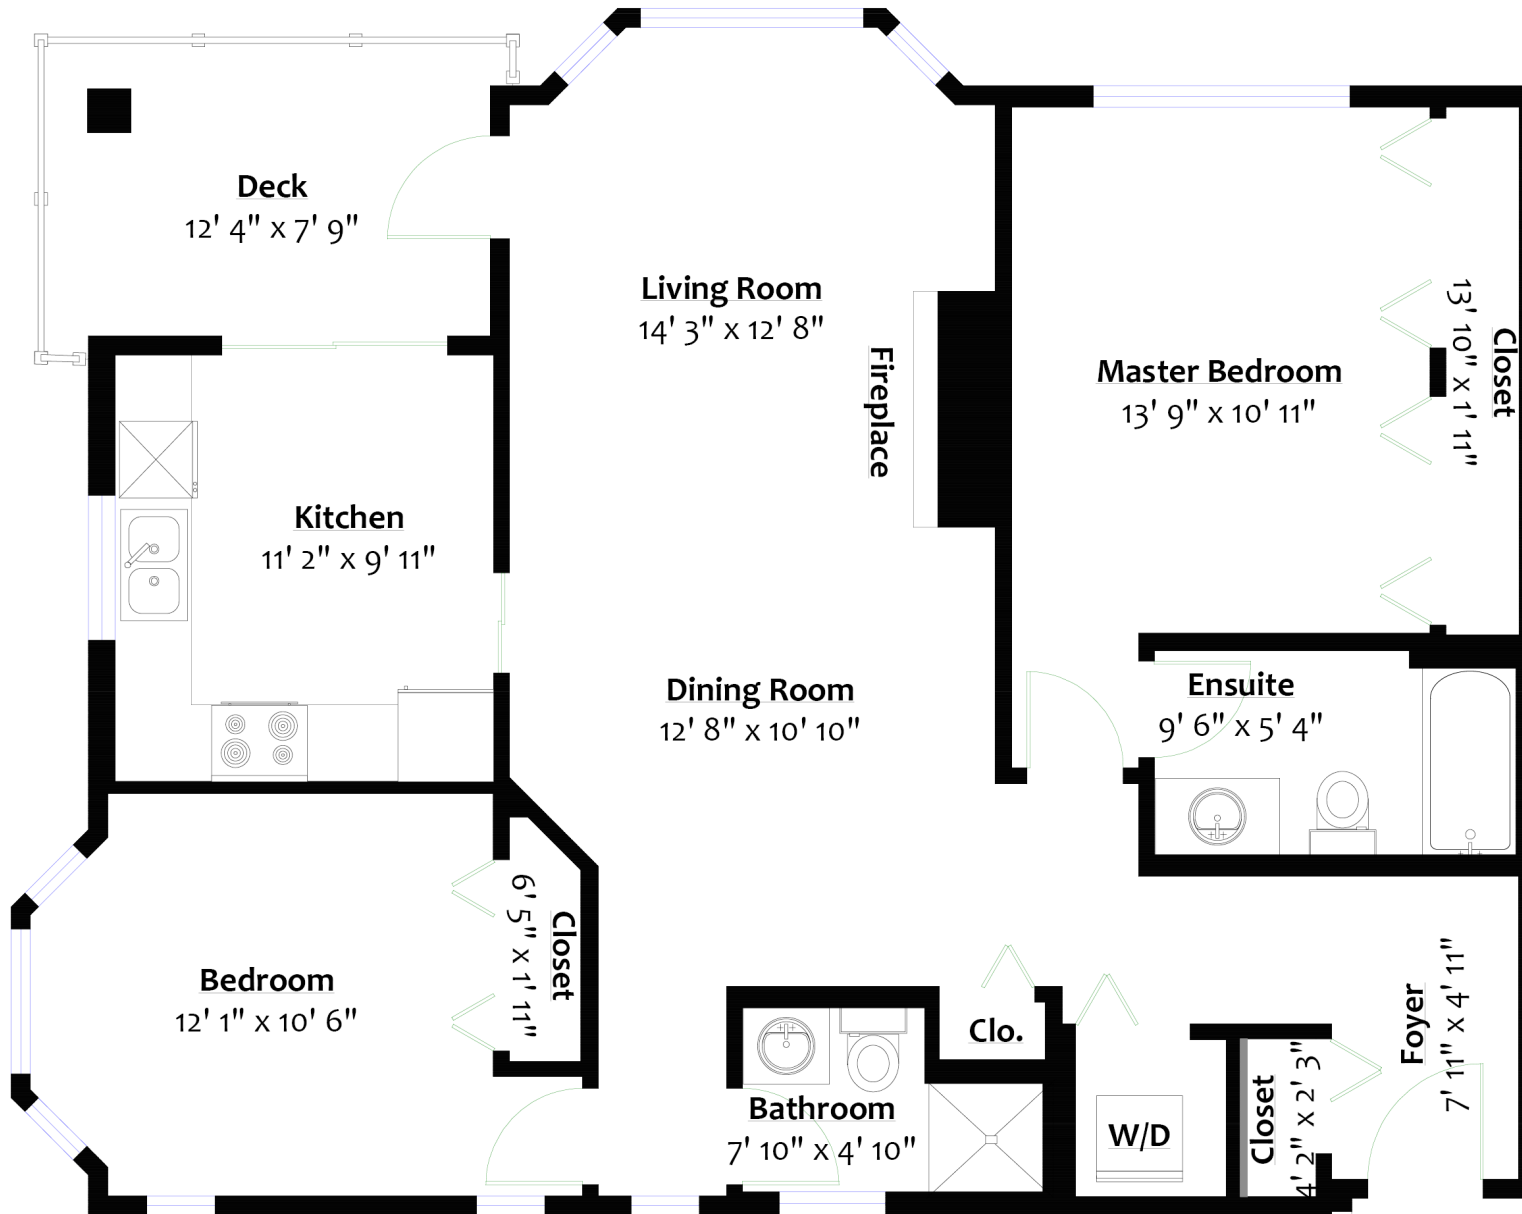 Deck
12' 4" x 7' 9"
Living Room
14' 3" x 12' 8"
Fireplace
Master Bedroom
13' 9" x 10' 11"
Closet
13' 10" x 1' 11"
Kitchen
11' 2" x 9' 11"
Dining Room
12' 8" x 10' 10"
Ensuite
9' 6" x 5' 4"
Bedroom
12' 1" x 10' 6"
Closet
6' 5" x 1' 11"
Clo.
Bathroom
7' 10" x 4' 10"
W/D
Closet
4' 2" x 2' 3"
Foyer
7' 11" x 4' 11"